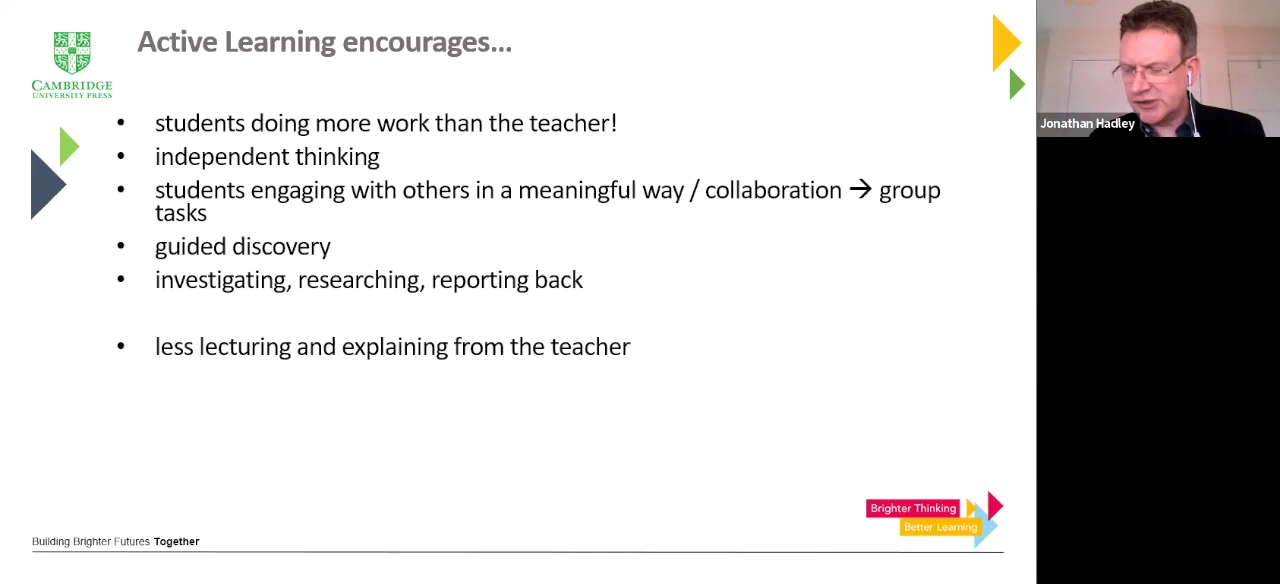 Active Learning encourages...
CAMBRIDGE
UNIVERSITY PRESS
• students doing more work than the teacher!
• independent thinking
• students engaging with others in a meaningful way / collaboration → group
tasks
• guided discovery
• investigating, researching, reporting back
• less lecturing and explaining from the teacher
Brighter Thinking
Better Learning
Building Brighter Futures Together
Jonathan Hadley